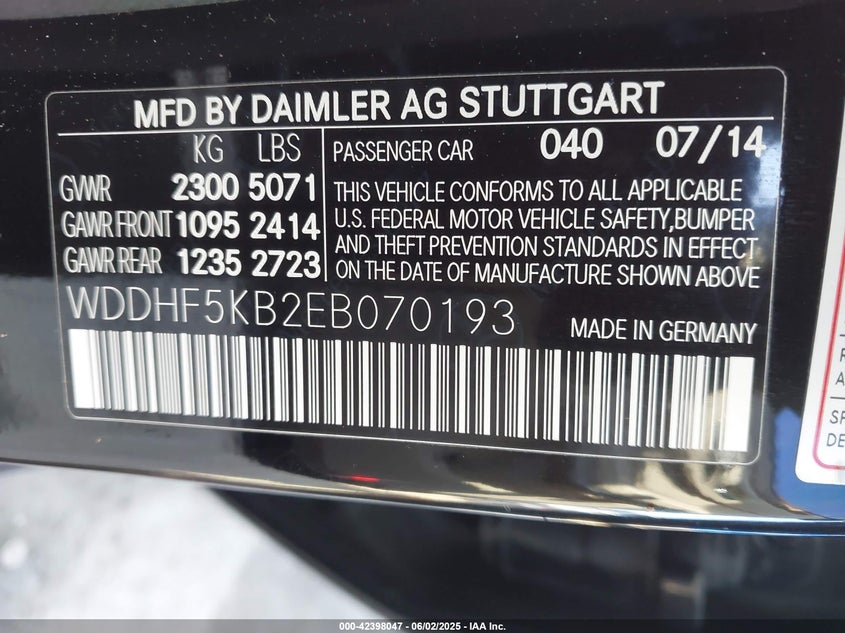 MFD BY DAIMLER AG STUTTGART
KG LBS
GVWR 2300 5071
GAWR FRONT 1095 2414
GAWR REAR 1235 2723
PASSENGER CAR 040 07/14
THIS VEHICLE CONFORMS TO ALL APPLICABLE
U.S. FEDERAL MOTOR VEHICLE SAFETY,BUMPER
AND THEFT PREVENTION STANDARDS IN EFFECT
ON THE DATE OF MANUFACTURE SHOWN ABOVE
WDDHF5KB2EB070193
MADE IN GERMANY
SP
DE
000-42398047 - 06/02/2025 - IAA Inc.